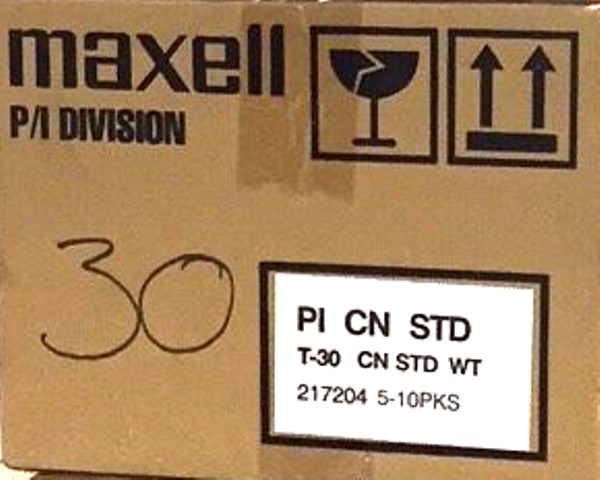 maxell
P/I DIVISION
30
PI CN STD
T-30 CN STD WT
217204 5-10PKS